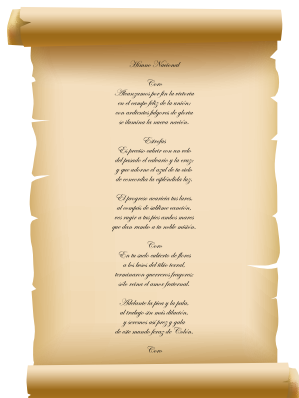 Himno Nacional
Coro
Alcanzamos por fin la victoria
en el campo feliz de la unión;
con ardientes fulgores de gloria
se ilumina la nueva nación.
Estrofas
Es preciso cubrir con un velo
del pasado el calvario y la cruz;
y que adorne el azul de tu cielo
de concordia la espléndida luz.
El progreso acaricia tus lares,
al compás de sublime canción,
ves rugir a tus pies ambos mares
que dan rumbo a tu noble misión.
Coro
En tu suelo cubierto de flores
a los besos del tibio terral,
terminaron guerreros fragores;
sólo reina el amor fraternal.
Adelante la pica y la pala,
al trabajo sin más dilación,
y seremos así prez y gala
de este mundo feraz de Colón.
Coro